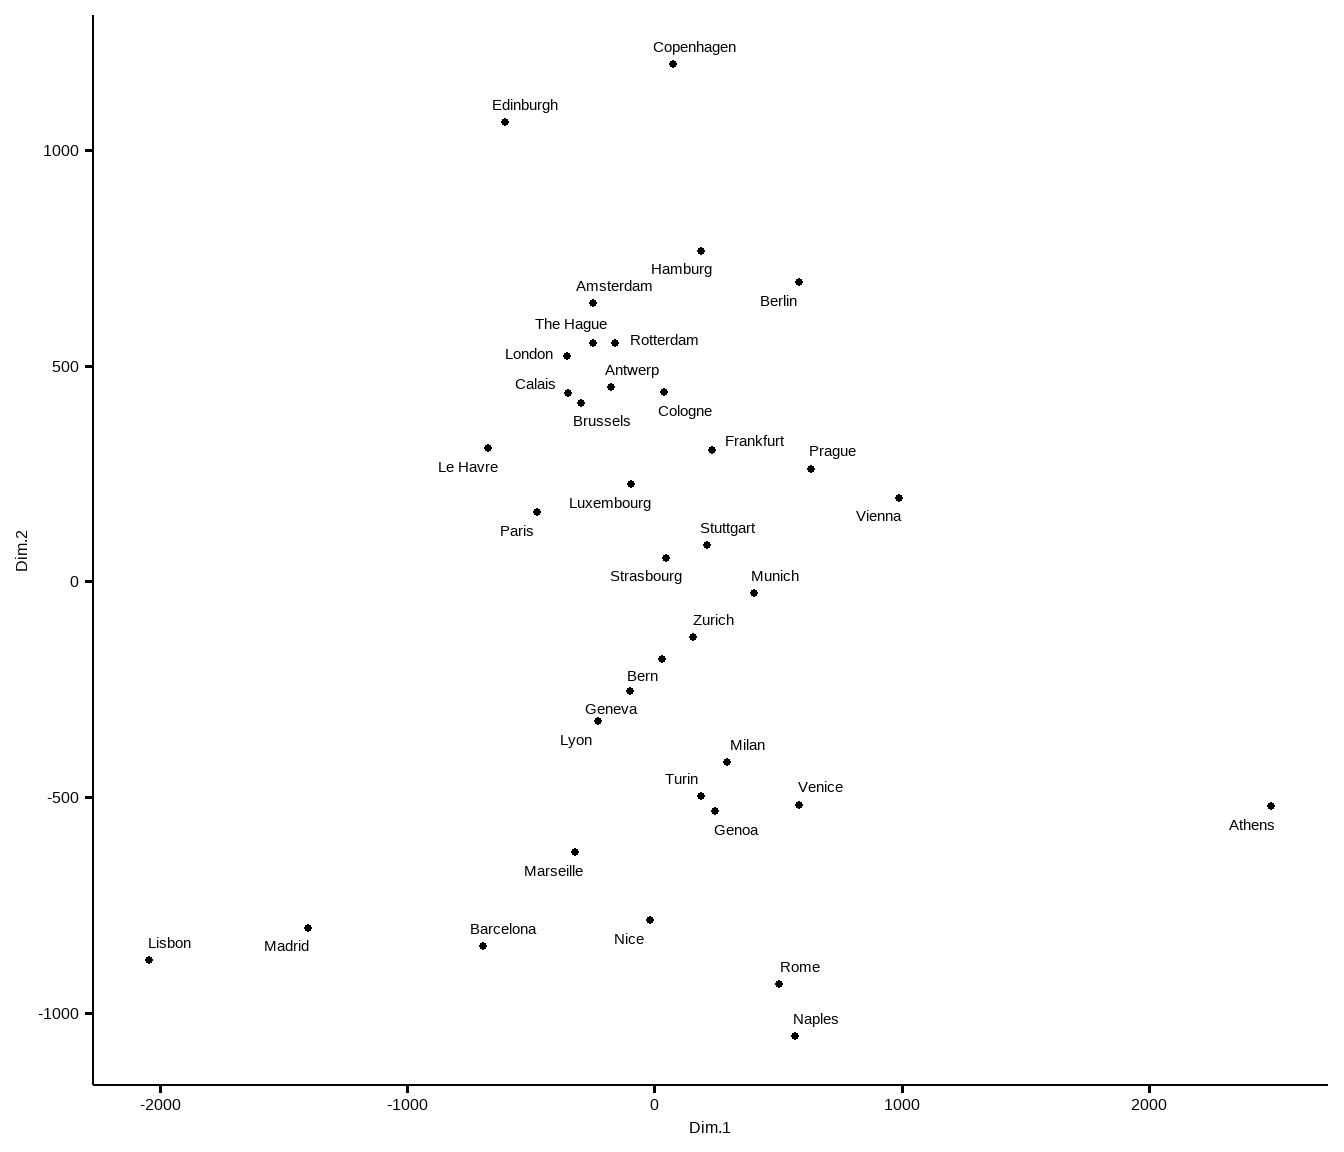 Copenhagen
Edinburgh
1000
Hamburg
Amsterdam
Berlin
The Hague
Rotterdam
London
500
Antwerp
Calais
Cologne
Brussels
Frankfurt
Prague
Le Havre
Luxembourg
Vienna
Paris
Stuttgart
Dim.2
Strasbourg
Munich
0
Zurich
Bern
Geneva
Lyon
Milan
Turin
Venice
-500
Genoa
Athens
Marseille
Barcelona
Nice
Lisbon
Madrid
Rome
-1000
Naples
-2000 -1000 0 1000 2000
Dim.1